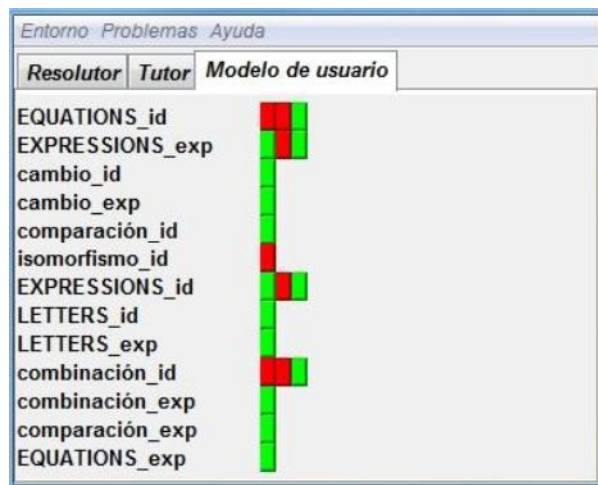 Entorno Problemas Ayuda
Resolutor Tutor Modelo de usuario
EQUATIONS_id
EXPRESSIONS_exp
cambio_id
cambio_exp
comparación_id
isomorfismo_id
EXPRESSIONS_id
LETTERS_id
LETTERS_exp
combinación_id
combinación_exp
comparación_exp
EQUATIONS_exp